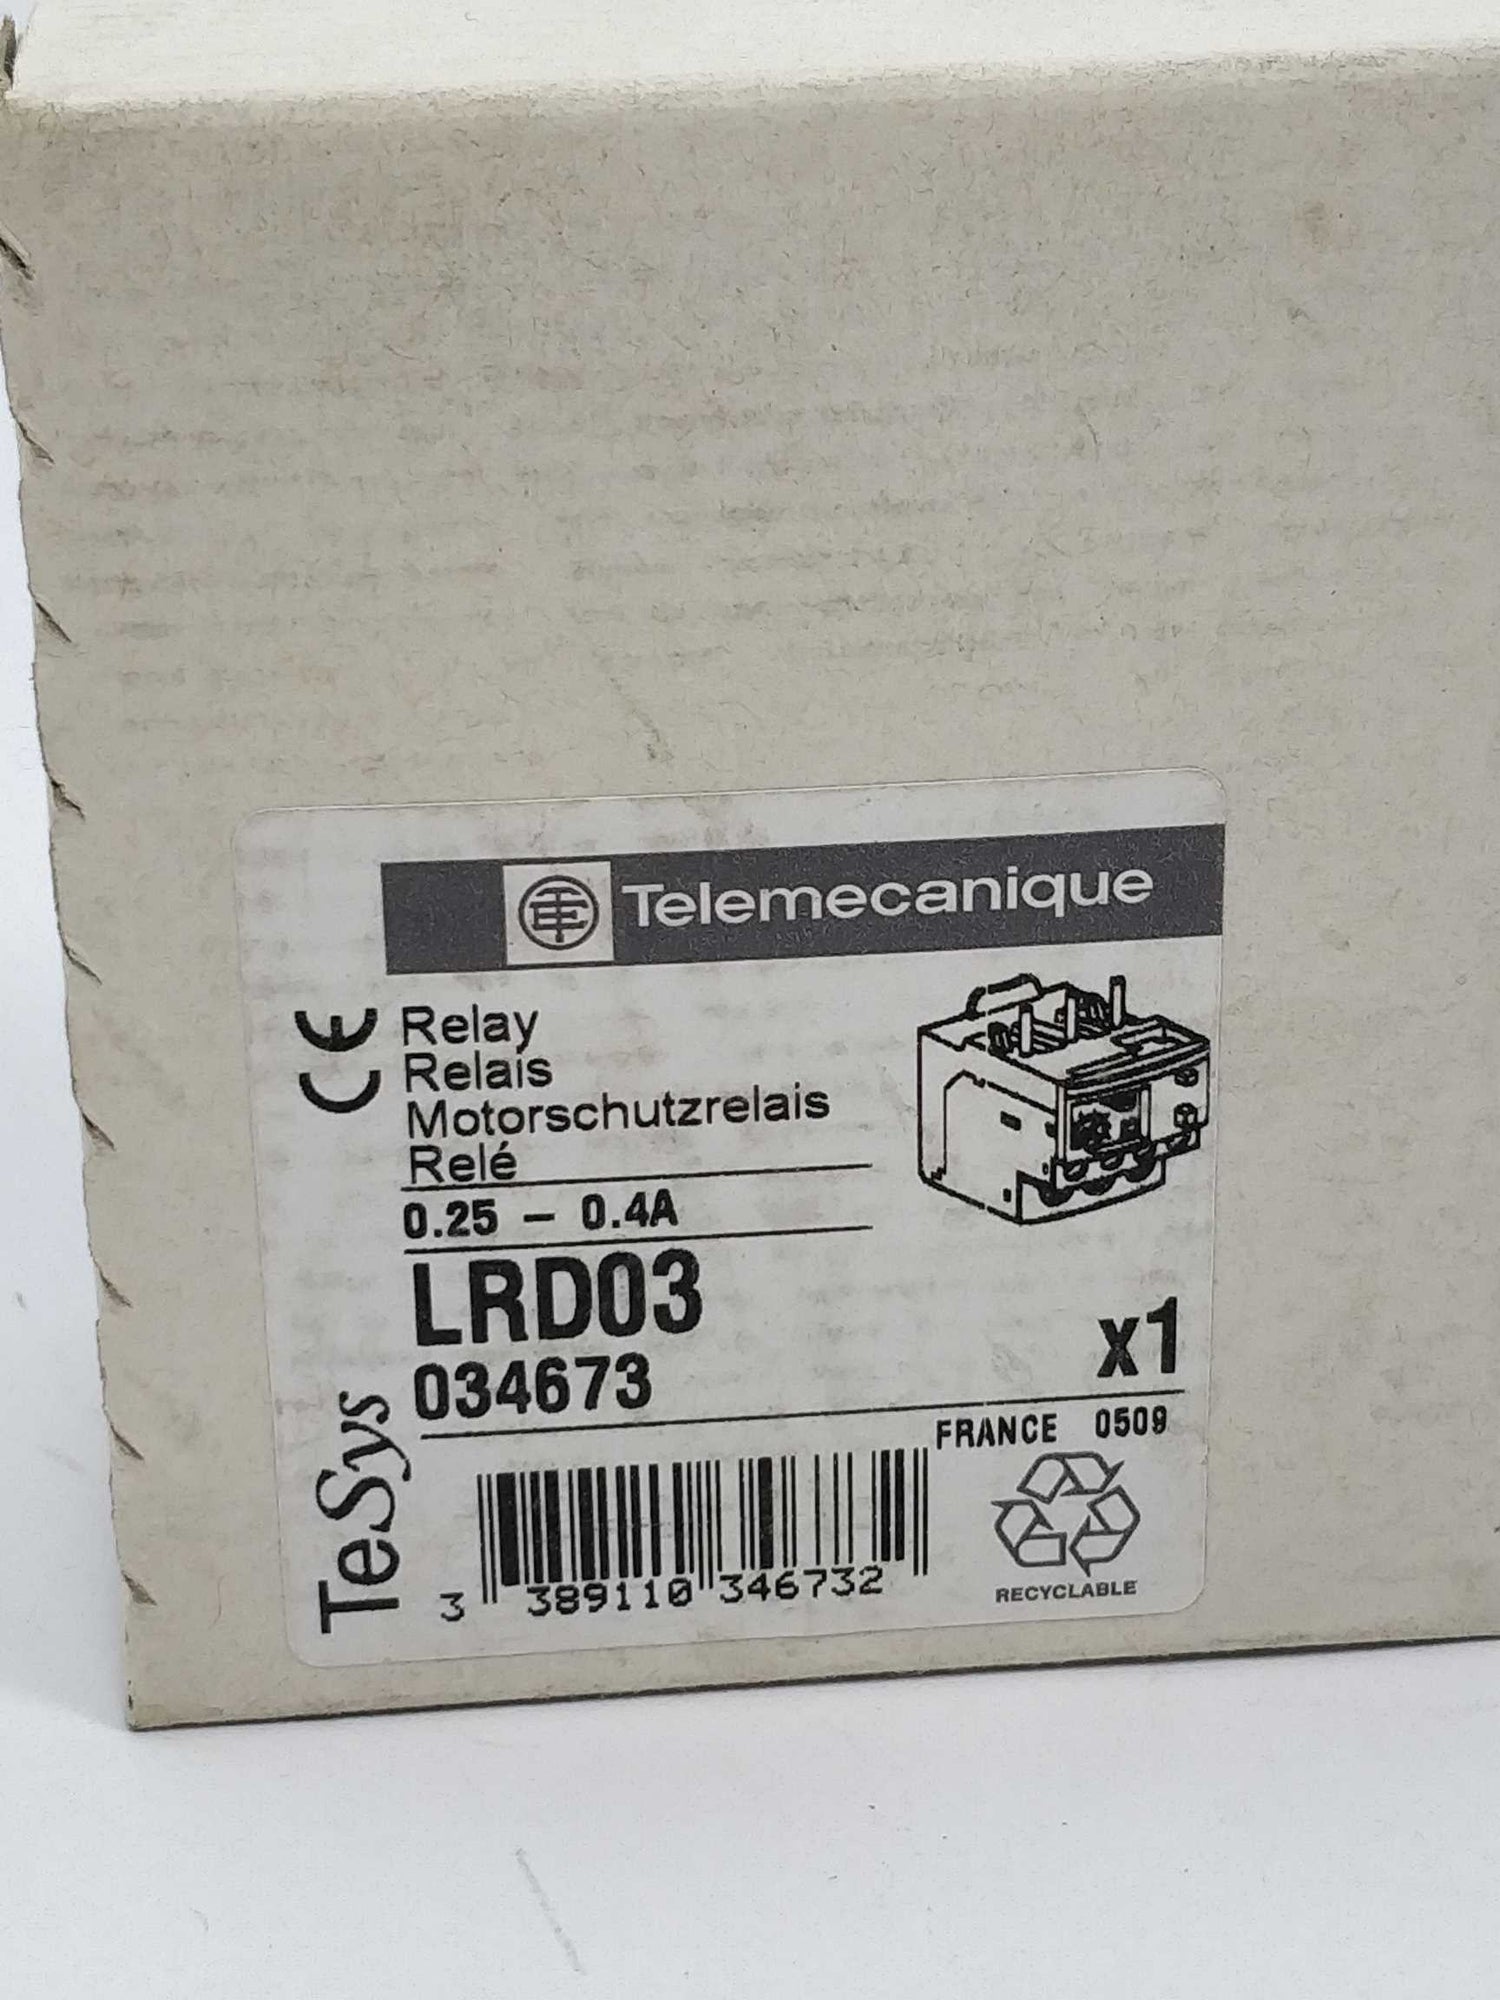 Telemecanique
CE
Relay
Relais
Motorschutzrelais
Relé
0.25 - 0.4A
LRD03
034673
x1
FRANCE 0509
TeSys
3 389110 346732
RECYCLABLE